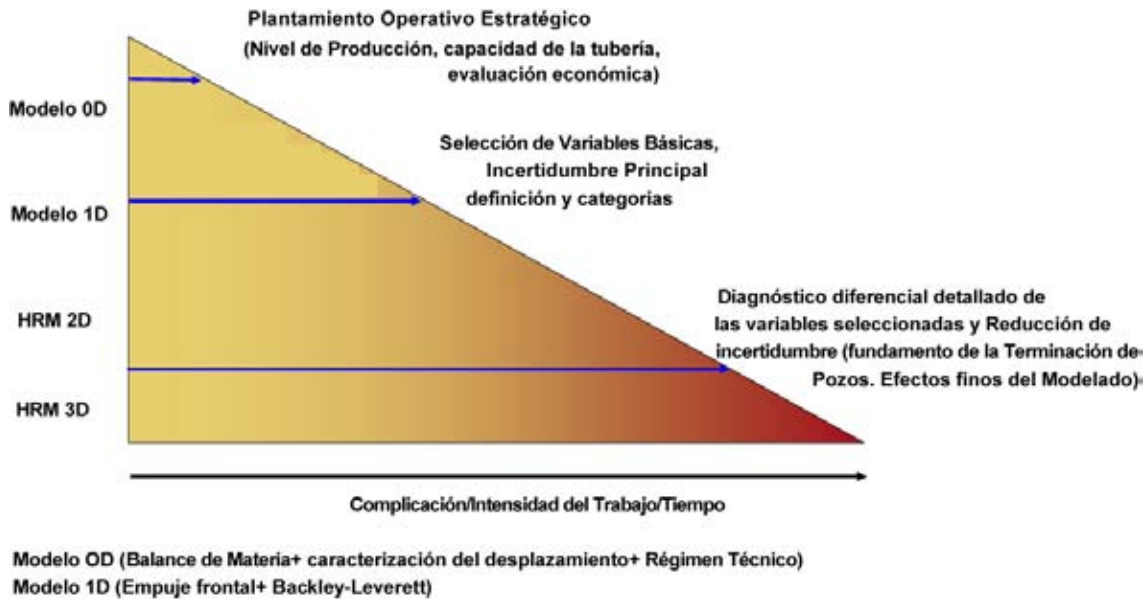 Plantamiento Operativo Estratégico
(Nivel de Producción, capacidad de la tubería,
evaluación económica)
Modelo 0D
Selección de Variables Básicas,
Incertidumbre Principal
definición y categorias
Modelo 1D
Diagnóstico diferencial detallado de
las variables seleccionadas y Reducción de
incertidumbre (fundamento de la Terminación de
Pozos. Efectos finos del Modelado)
HRM 2D
HRM 3D
Complicación/Intensidad del Trabajo/Tiempo
Modelo OD (Balance de Materia+ caracterización del desplazamiento+ Régimen Técnico)
Modelo 1D (Empuje frontal+ Backley-Leverett)